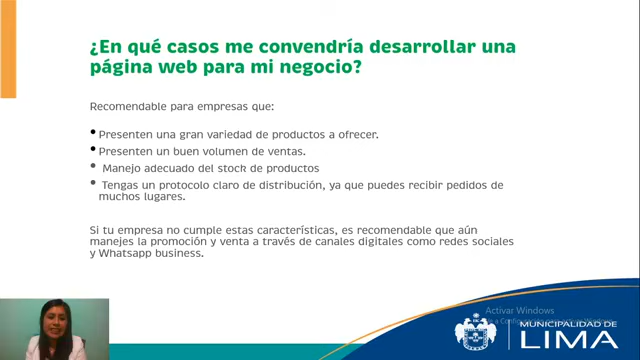 ¿En qué casos me convendría desarrollar una
página web para mi negocio?
Recomendable para empresas que:
• Presenten una gran variedad de productos a ofrecer.
• Presenten un buen volumen de ventas.
• Manejo adecuado del stock de productos
• Tengas un protocolo claro de distribución, ya que puedes recibir pedidos de
muchos lugares.
Si tu empresa no cumple estas características, es recomendable que aún
manejes la promoción y venta a través de canales digitales como redes sociales
y Whatsapp business.
Activar Windows
MUNICIPALIDAD DE
LIMA